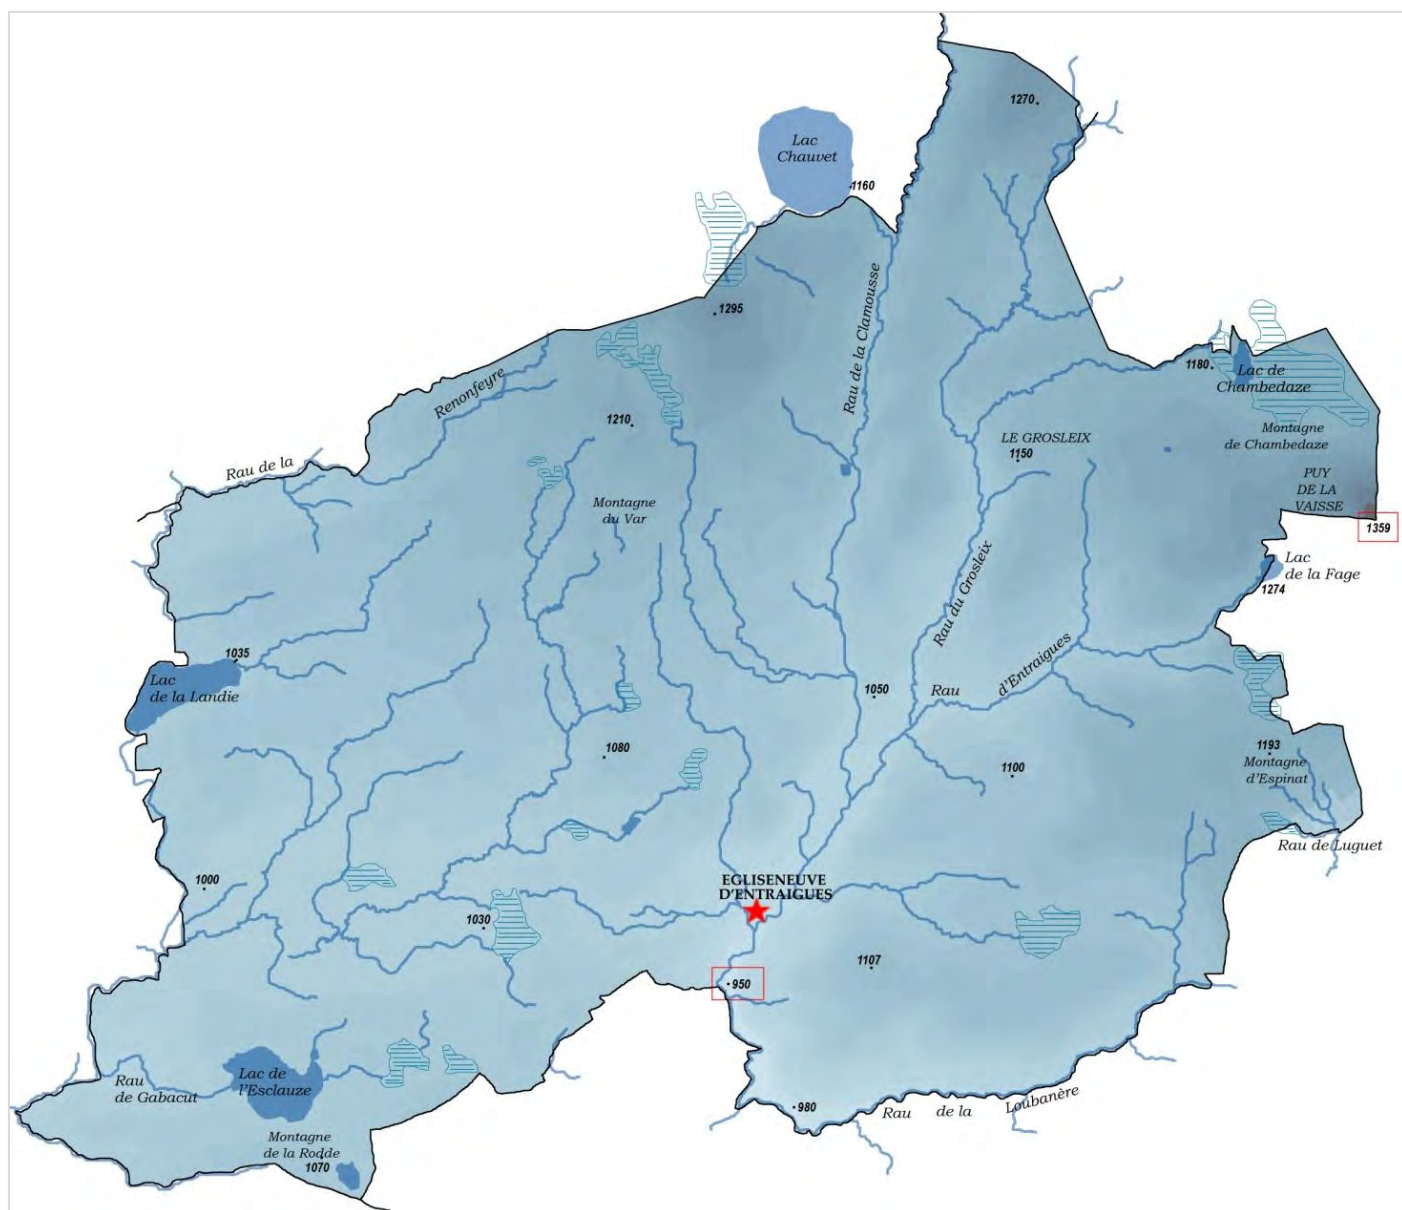 1270
Lac
Chauvet
1160
Rau de la Clamousse
1295
Renonfeyre
1180
Lac de
Chambedaze
1210
Montagne
de Chambedaze
LE GROSLEIX
1150
Rau de la
PUY
DE LA
VAISSE
Montagne
du Var
1359
Lac
de la Fage
1274
Rau du Grosleix
1035
Lac
de la Landie
d'Entraigues
Rau
1050
1193
Montagne
d'Espinat
1080
1100
Rau de Luguet
1000
EGLISENEUVE
D'ENTRAIGUES
1030
1107
950
Rau
de Gabacut
Lac de
l'Esclauze
980
Rau de la Loubanère
Montagne
de la Rodde
1070